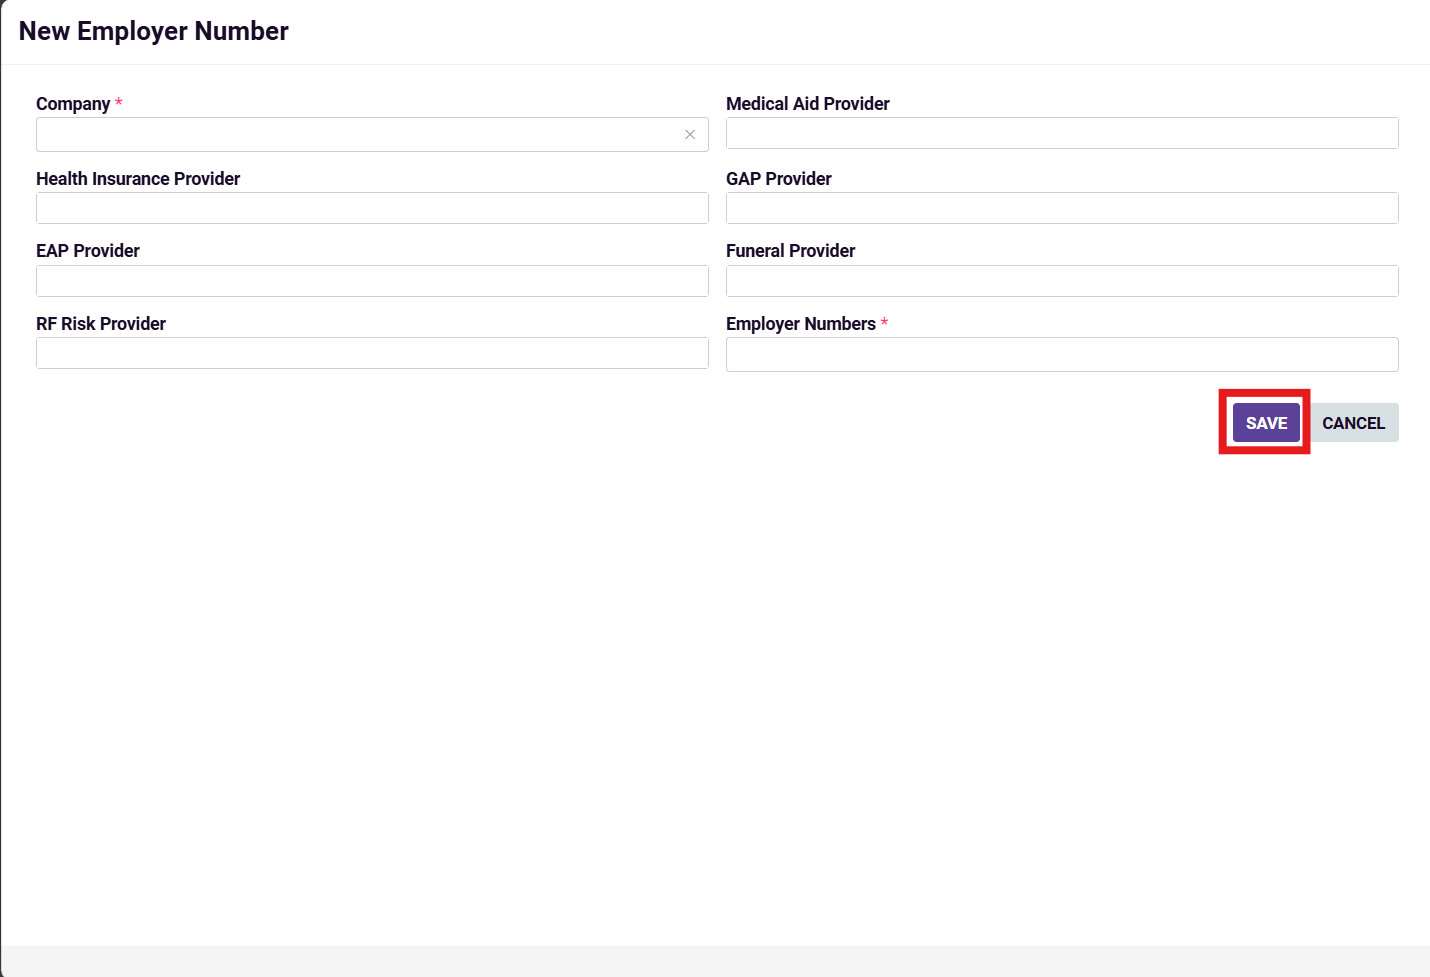 New Employer Number
Company *
Medical Aid Provider
Health Insurance Provider
GAP Provider
EAP Provider
Funeral Provider
RF Risk Provider
Employer Numbers *
SAVE
CANCEL